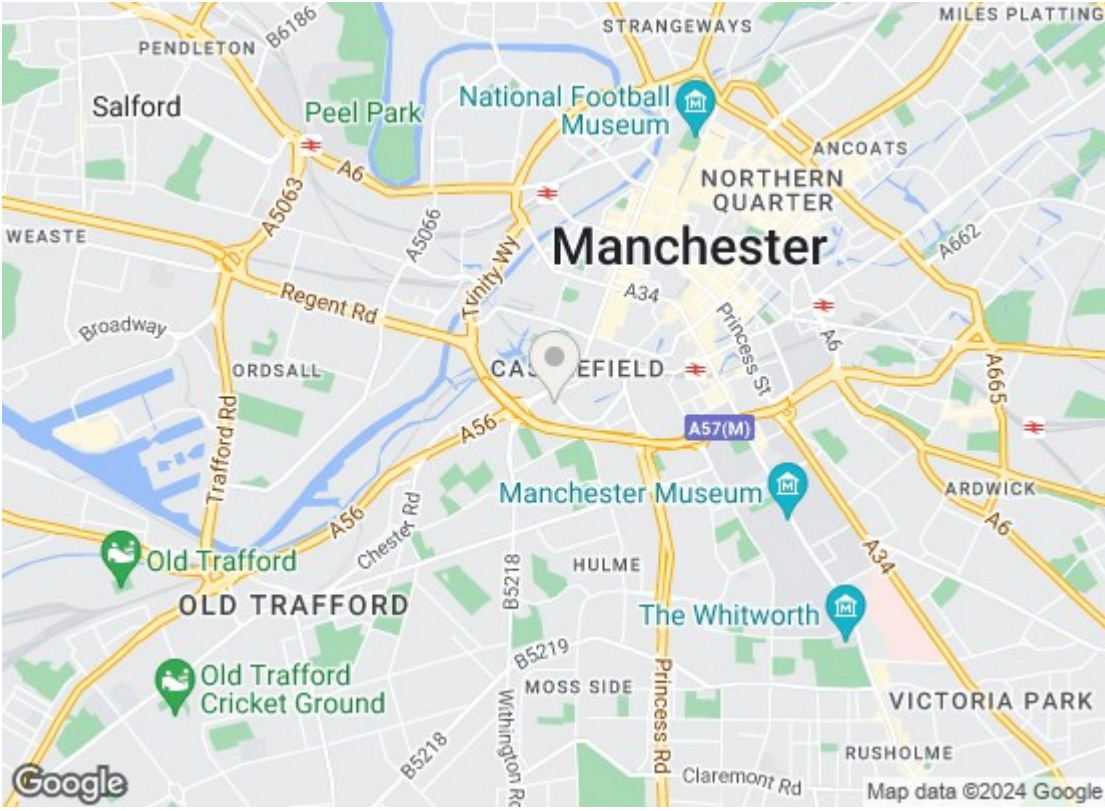 MILES PLATTING
STRANGEWAYS
B6186
PENDLETON
Salford
Peel Park
National Football
Museum
ANCOATS
A6
NORTHERN
QUARTER
A5063
A5066
WEASTE
Manchester
A662
Trinity Wy
A34
Regent Rd
Princess St
A6
Broadway
ORDSALL
CAS EFIELD
A665
Trafford Rd
A56
A57(M)
Manchester Museum
ARDWICK
A56
Chester Rd
A6
Old Trafford
B5218
HULME
A34
OLD TRAFFORD
The Whitworth
B5219
Old Trafford
Cricket Ground
MOSS SIDE
Princess Rd
VICTORIA PARK
Withington Rd
B5218
RUSHOLME
Claremont Rd
Google
Map data ©2024 Google